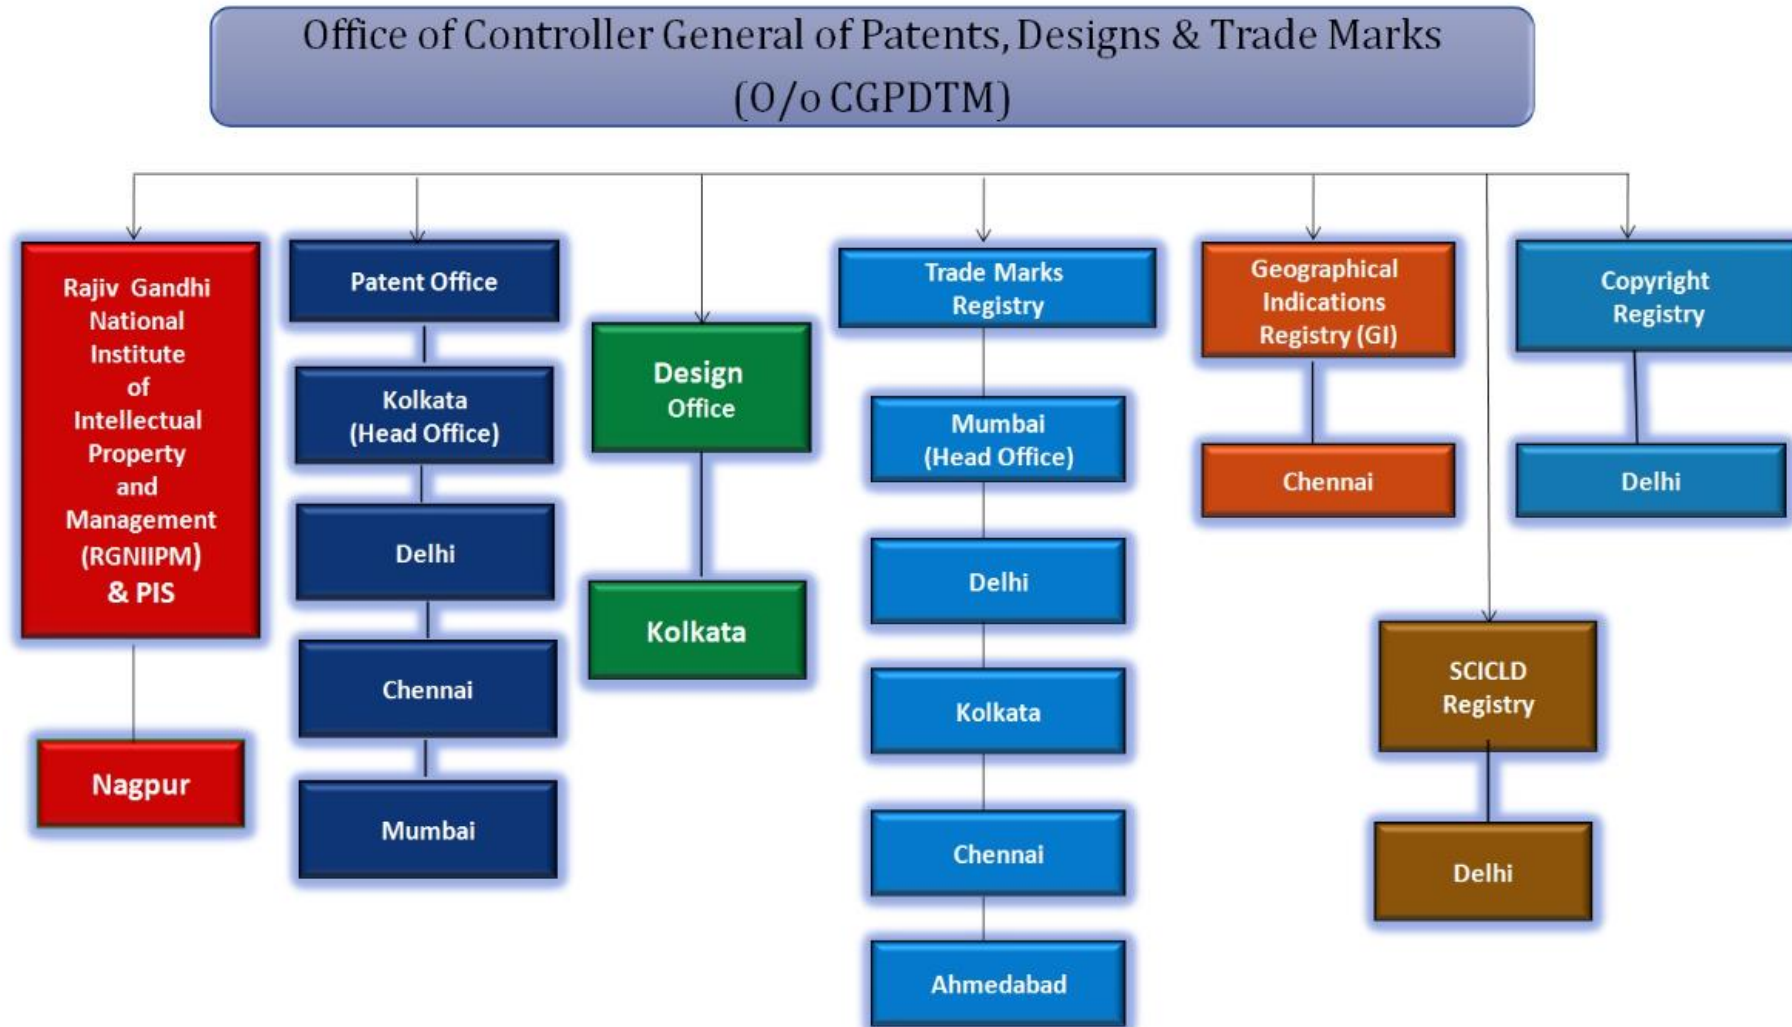 Office of Controller General of Patents, Designs & Trade Marks
(O/o CGPDTM)
Rajiv Gandhi
National
Institute
of
Intellectual
Property
and
Management
(RGNIIPM)
& PIS
Nagpur
Patent Office
Kolkata
(Head Office)
Delhi
Chennai
Mumbai
Design
Office
Kolkata
Trade Marks
Registry
Mumbai
(Head Office)
Delhi
Kolkata
Chennai
Ahmedabad
Geographical
Indications
Registry (GI)
Chennai
SCICLD
Registry
Delhi
Copyright
Registry
Delhi